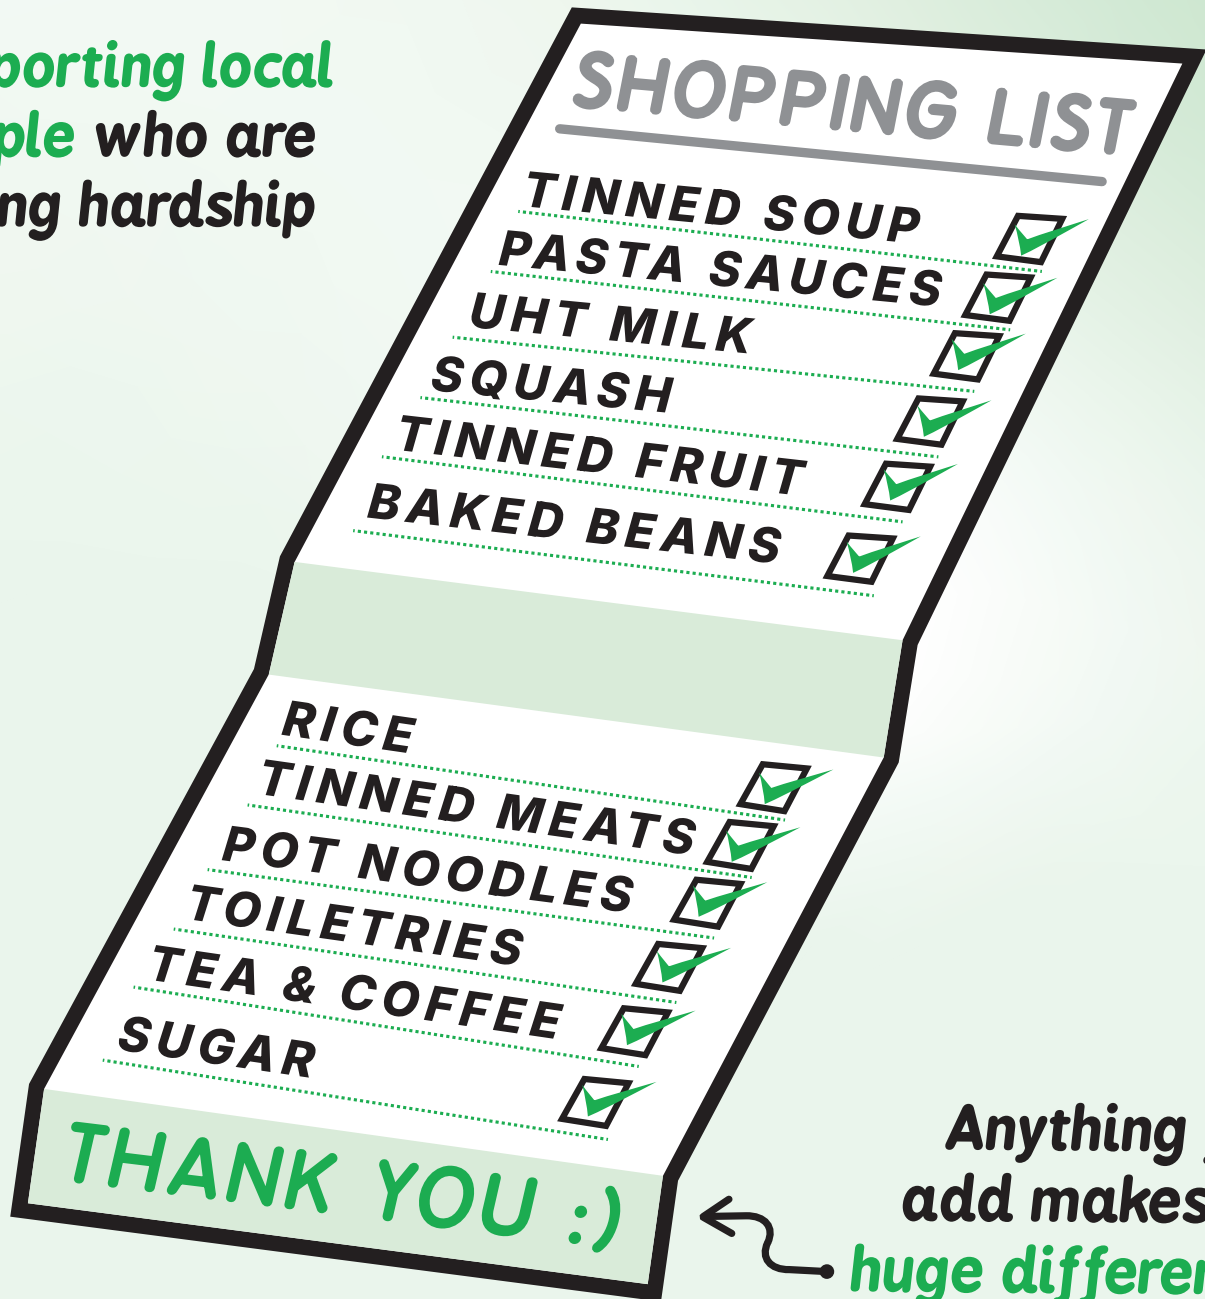 porting local
ple who are
ng hardship
SHOPPING LIST
TINNED SOUP
PASTA SAUCES
UHT MILK
SQUASH
TINNED FRUIT
BAKED BEANS
RICE
TINNED MEATS
POT NOODLES
TOILETRIES
TEA & COFFEE
SUGAR
THANK YOU :)
Anything
add makes
huge differen